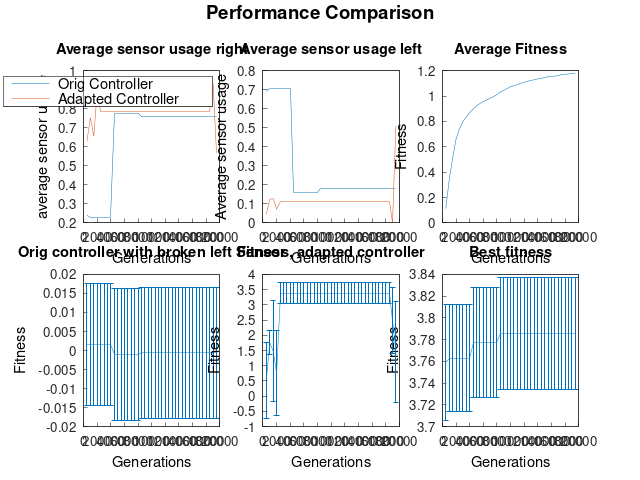 Performance Comparison
Average sensor usage right
Average sensor usage left
Average Fitness
Orig Controller
Adapted Controller
average sensor usage
Average sensor usage
Fitness
1
0.9
0.8
0.7
0.6
0.5
0.4
0.3
0.2
0.8
0.7
0.6
0.5
0.4
0.3
0.2
0.1
0
1.2
1
0.8
0.6
0.4
0.2
0
Generations
Generations
Generations
Orig controller with broken left Sensor
Fitness, adapted controller
Best fitness
Fitness
Fitness
Fitness
0.02
0.015
0.01
0.005
0
-0.005
-0.01
-0.015
-0.02
4
3.5
3
2.5
2
1.5
1
0.5
0
-0.5
-1
3.84
3.82
3.8
3.78
3.76
3.74
3.72
3.7
Generations
Generations
Generations